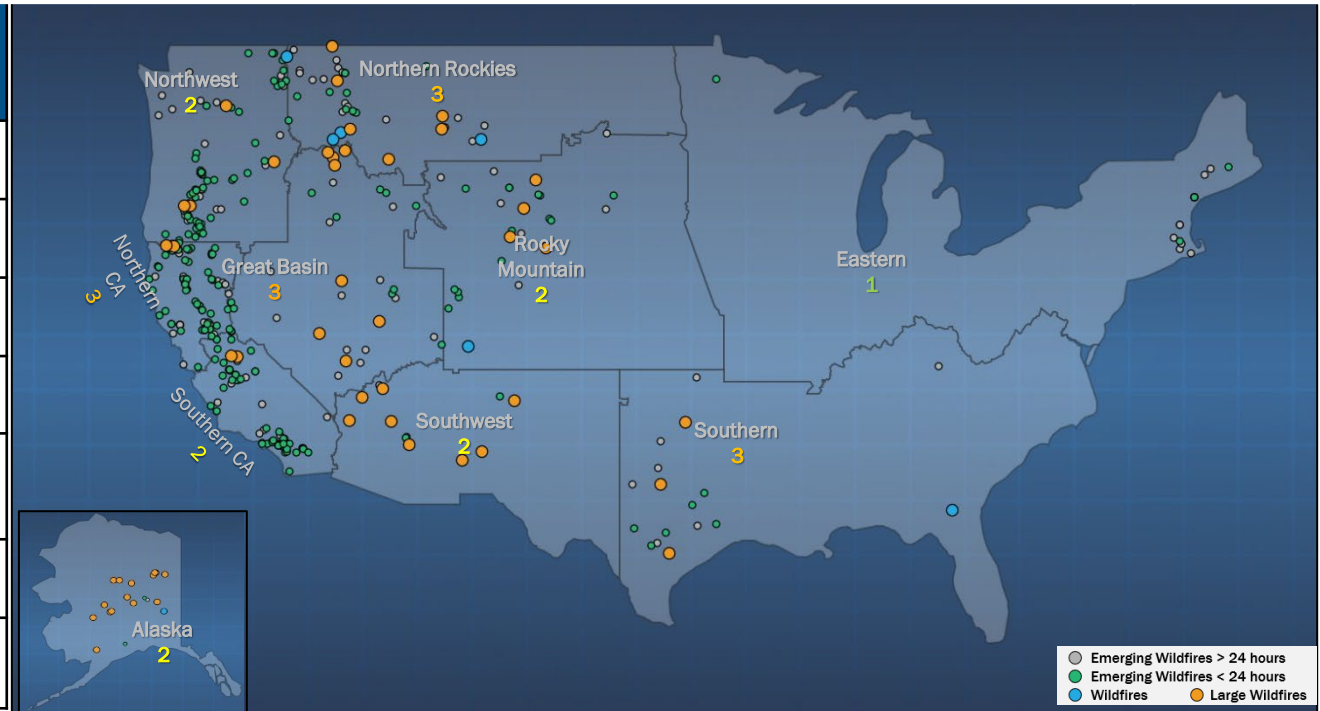 Northwest
2
Northern Rockies
3
Northern
CA
3
Great Basin
3
Rocky
Mountain
2
Eastern
1
Southern CA
2
Southwest
2
Southern
3
Alaska
2
Emerging Wildfires > 24 hours
Emerging Wildfires < 24 hours
Wildfires
Large Wildfires